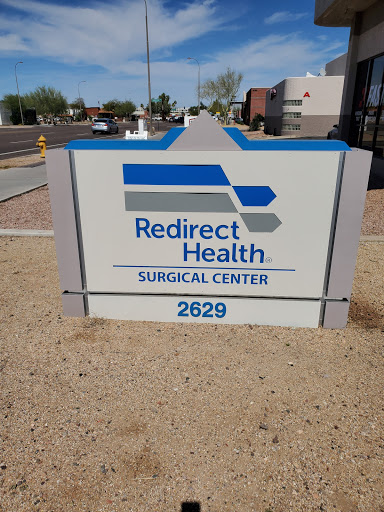 Redirect
Health®
SURGICAL CENTER
2629
A